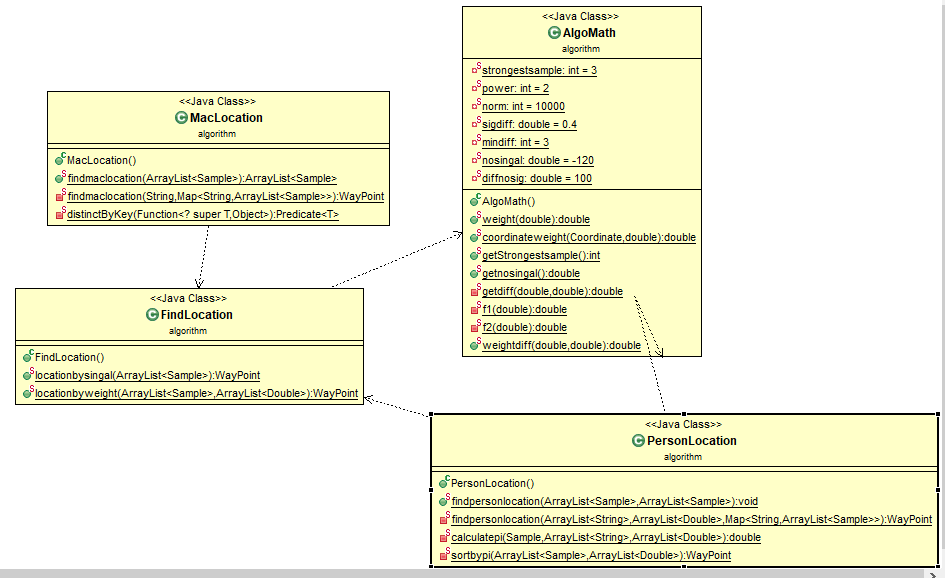 <<Java Class>>
AlgoMath
algorithm
strongestsample: int = 3
power: int = 2
norm: int = 10000
sigdiff: double = 0.4
mindiff: int = 3
nosingal: double = -120
diffnosig: double = 100
AlgoMath()
weight(double):double
coordinateweight(Coordinate,double):double
getStrongestsample():int
getnosingal():double
getdiff(double,double):double
f1(double):double
f2(double):double
weightdiff(double,double):double
<<Java Class>>
MacLocation
algorithm
MacLocation()
findmaclocation(ArrayList<Sample>):ArrayList<Sample>
findmaclocation(String,Map<String,ArrayList<Sample>>):WayPoint
distinctByKey(Function<? super T,Object>):Predicate<T>
<<Java Class>>
FindLocation
algorithm
FindLocation()
locationbysingal(ArrayList<Sample>):WayPoint
locationbyweight(ArrayList<Sample>,ArrayList<Double>):WayPoint
<<Java Class>>
PersonLocation
algorithm
PersonLocation()
findpersonlocation(ArrayList<Sample>,ArrayList<Sample>):void
findpersonlocation(ArrayList<String>,ArrayList<Double>,Map<String,ArrayList<Sample>>):WayPoint
calculatepi(Sample,ArrayList<String>,ArrayList<Double>):double
sortbypi(ArrayList<Sample>,ArrayList<Double>):WayPoint